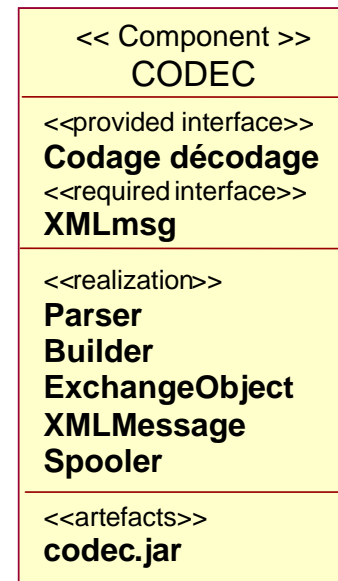 << Component >>
CODEC
<<provided interface>>
Codage décodage
<<required interface>>
XMLmsg
<<realization>>
Parser
Builder
ExchangeObject
XMLMessage
Spooler
<<artefacts>>
codec.jar